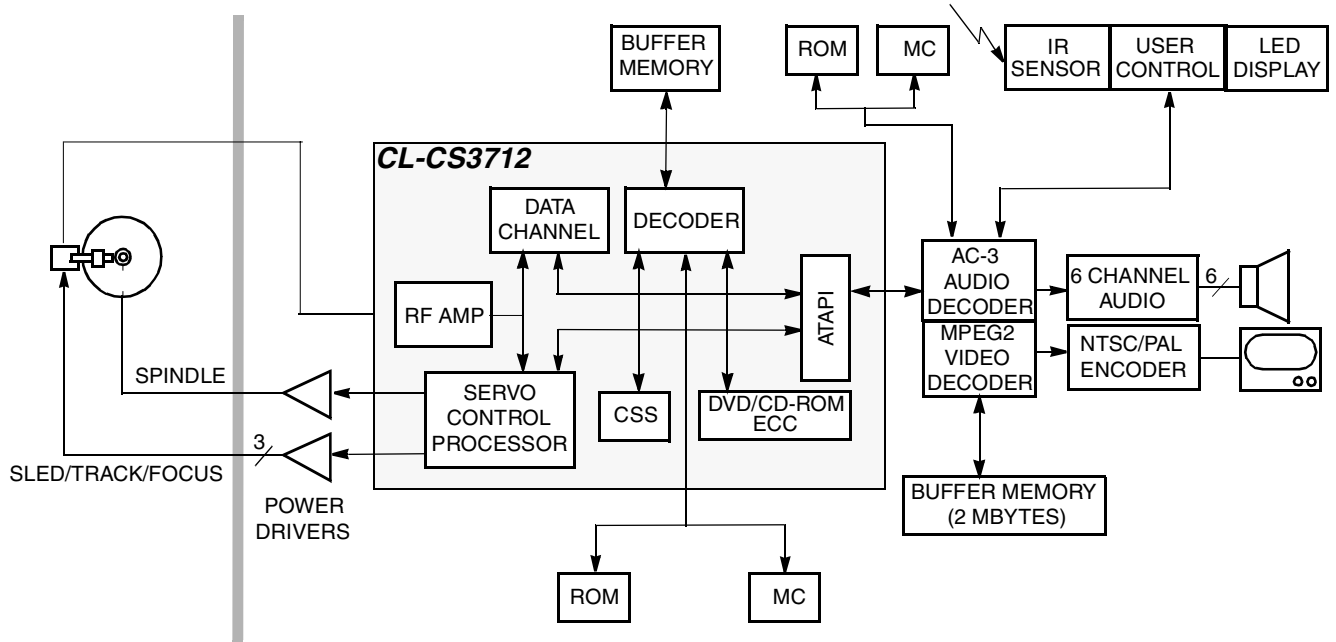 BUFFER
MEMORY
ROM
MC
IR
SENSOR
USER
CONTROL
LED
DISPLAY
CL-CS3712
DATA
CHANNEL
DECODER
RF AMP
ATAPI
AC-3
AUDIO
DECODER
6 CHANNEL
AUDIO
6
MPEG2
VIDEO
DECODER
NTSC/PAL
ENCODER
SPINDLE
SERVO
CONTROL
PROCESSOR
CSS
DVD/CD-ROM
ECC
3
SLED/TRACK/FOCUS
POWER
DRIVERS
BUFFER MEMORY
(2 MBYTES)
ROM
MC